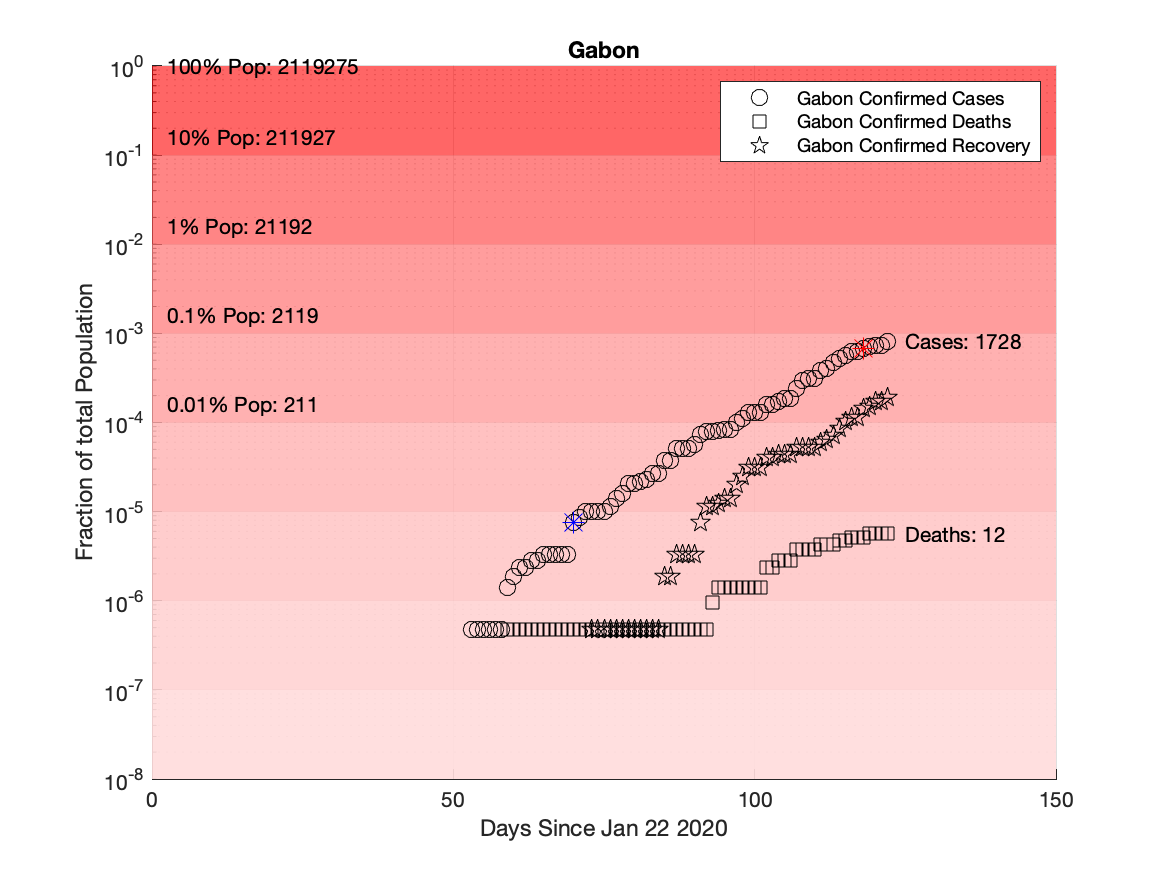 Gabon
10^0
100% Pop: 2119275
Gabon Confirmed Cases
Gabon Confirmed Deaths
Gabon Confirmed Recovery
10% Pop: 211927
10^-1
1% Pop: 21192
10^-2
0.1% Pop: 2119
10^-3
Cases: 1728
0.01% Pop: 211
10^-4
10^-5
Deaths: 12
10^-6
10^-7
10^-8
Fraction of total Population
0 50 100 150
Days Since Jan 22 2020